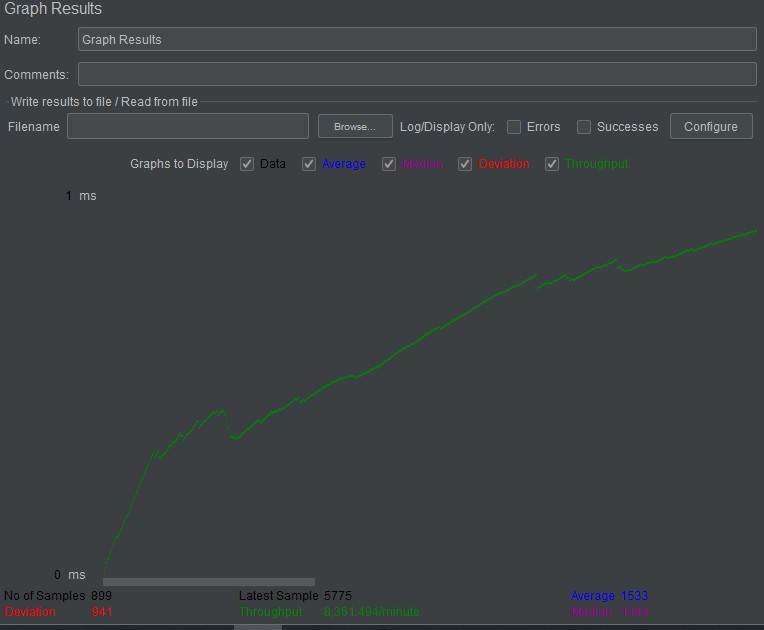 Graph Results
Name: Graph Results
Comments:
Write results to file / Read from file
Filename Browse... Log/Display Only: Errors Successes Configure
Graphs to Display Data Average Median Deviation Throughput
1 ms
0 ms
No of Samples 899 Latest Sample 5775 Average 1533
Deviation 941 Throughput 8,361.494/minute Median